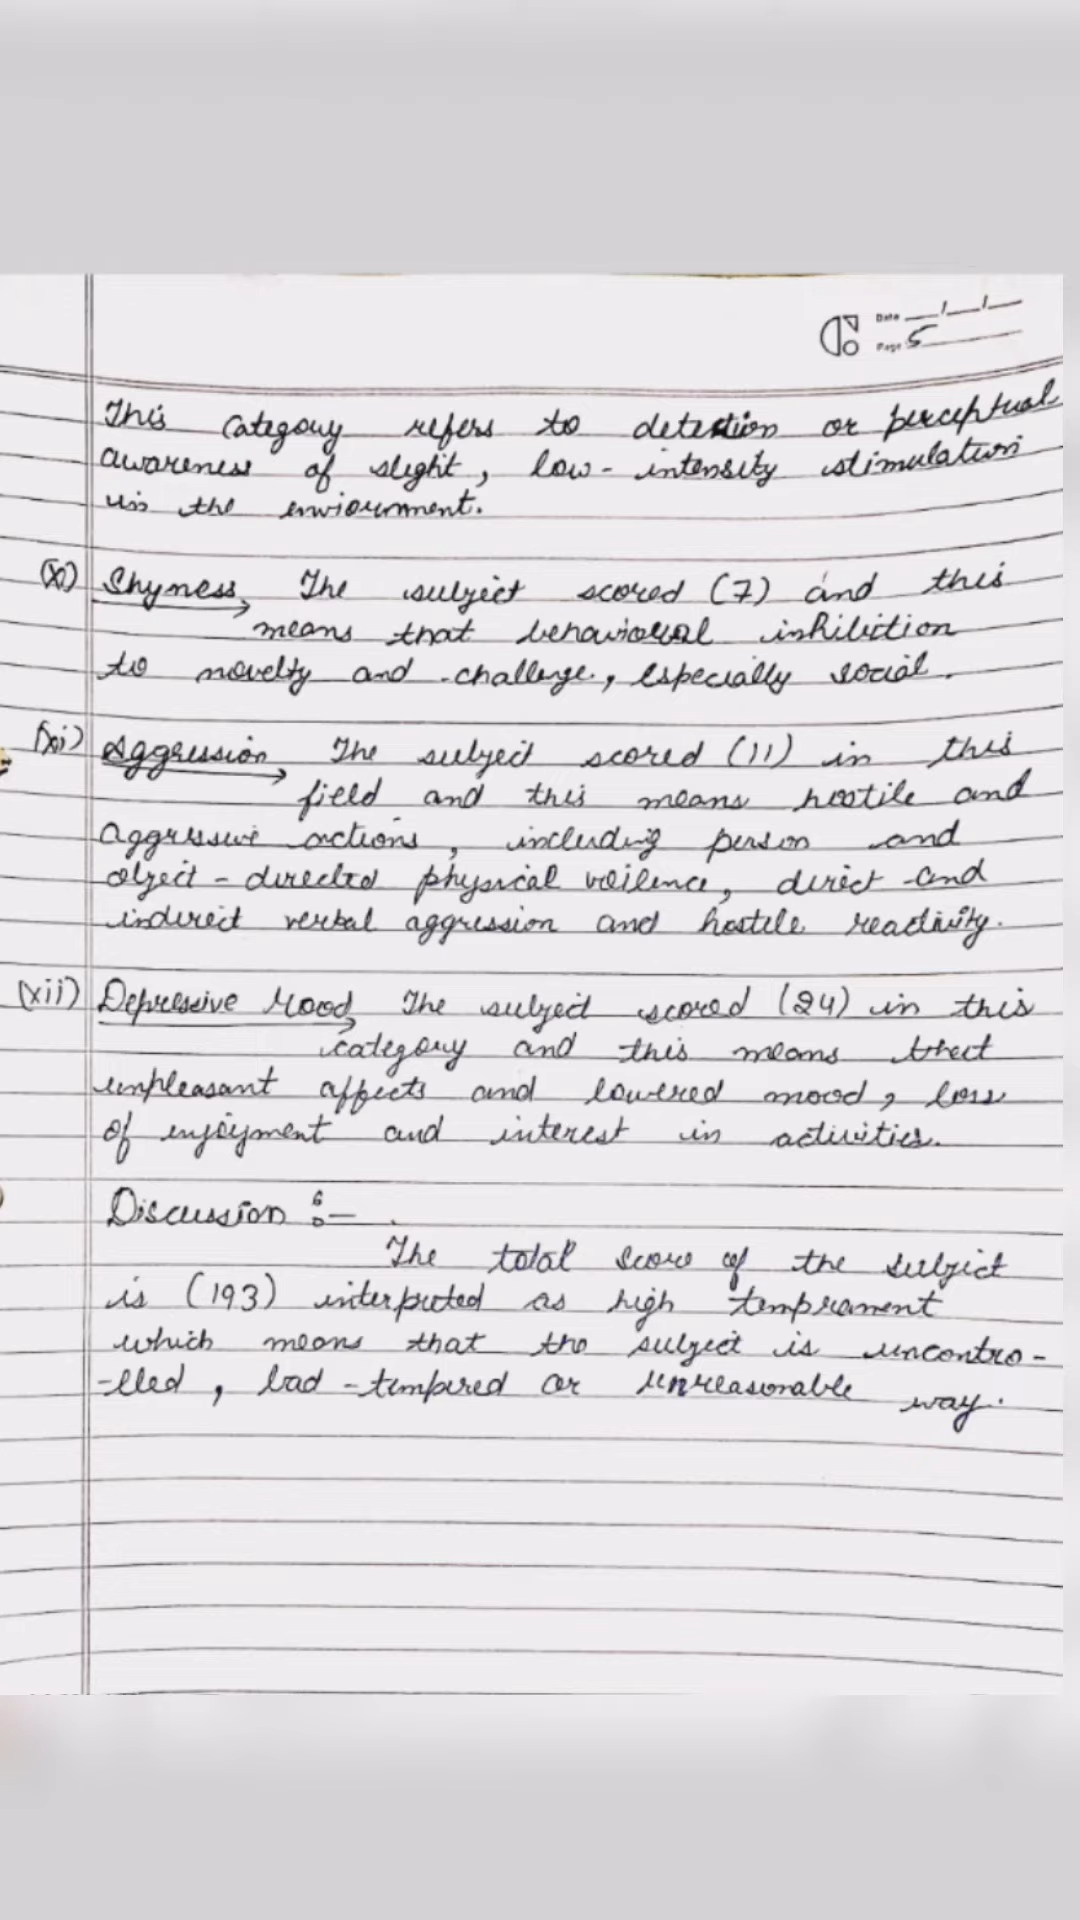 Date __/__/__
Page 5
This category refers to detection or perceptual
awareness of slight, low-intensity stimulation
in the enviournment.
(x) Shyness The subject scored (7) and this
means that behavioural inhibition
to novelty and challenge, especially social.
(xi) Aggression The subject scored (11) in this
field and this means hostile and
Aggressive actions, including person and
object-directed physical voilence, direct and
indirect verbal aggression and hostile reactivity.
(xii) Depressive Mood The subject scored (24) in this
category and this means that
unpleasant affects and lowered mood, loss
of enjoyment and interest in activities.
Discussion :-
The total score of the subject
is (193) interpreted as high temprament
which means that the subject is uncontro-
-lled, bad-tempered or unreasonable way.